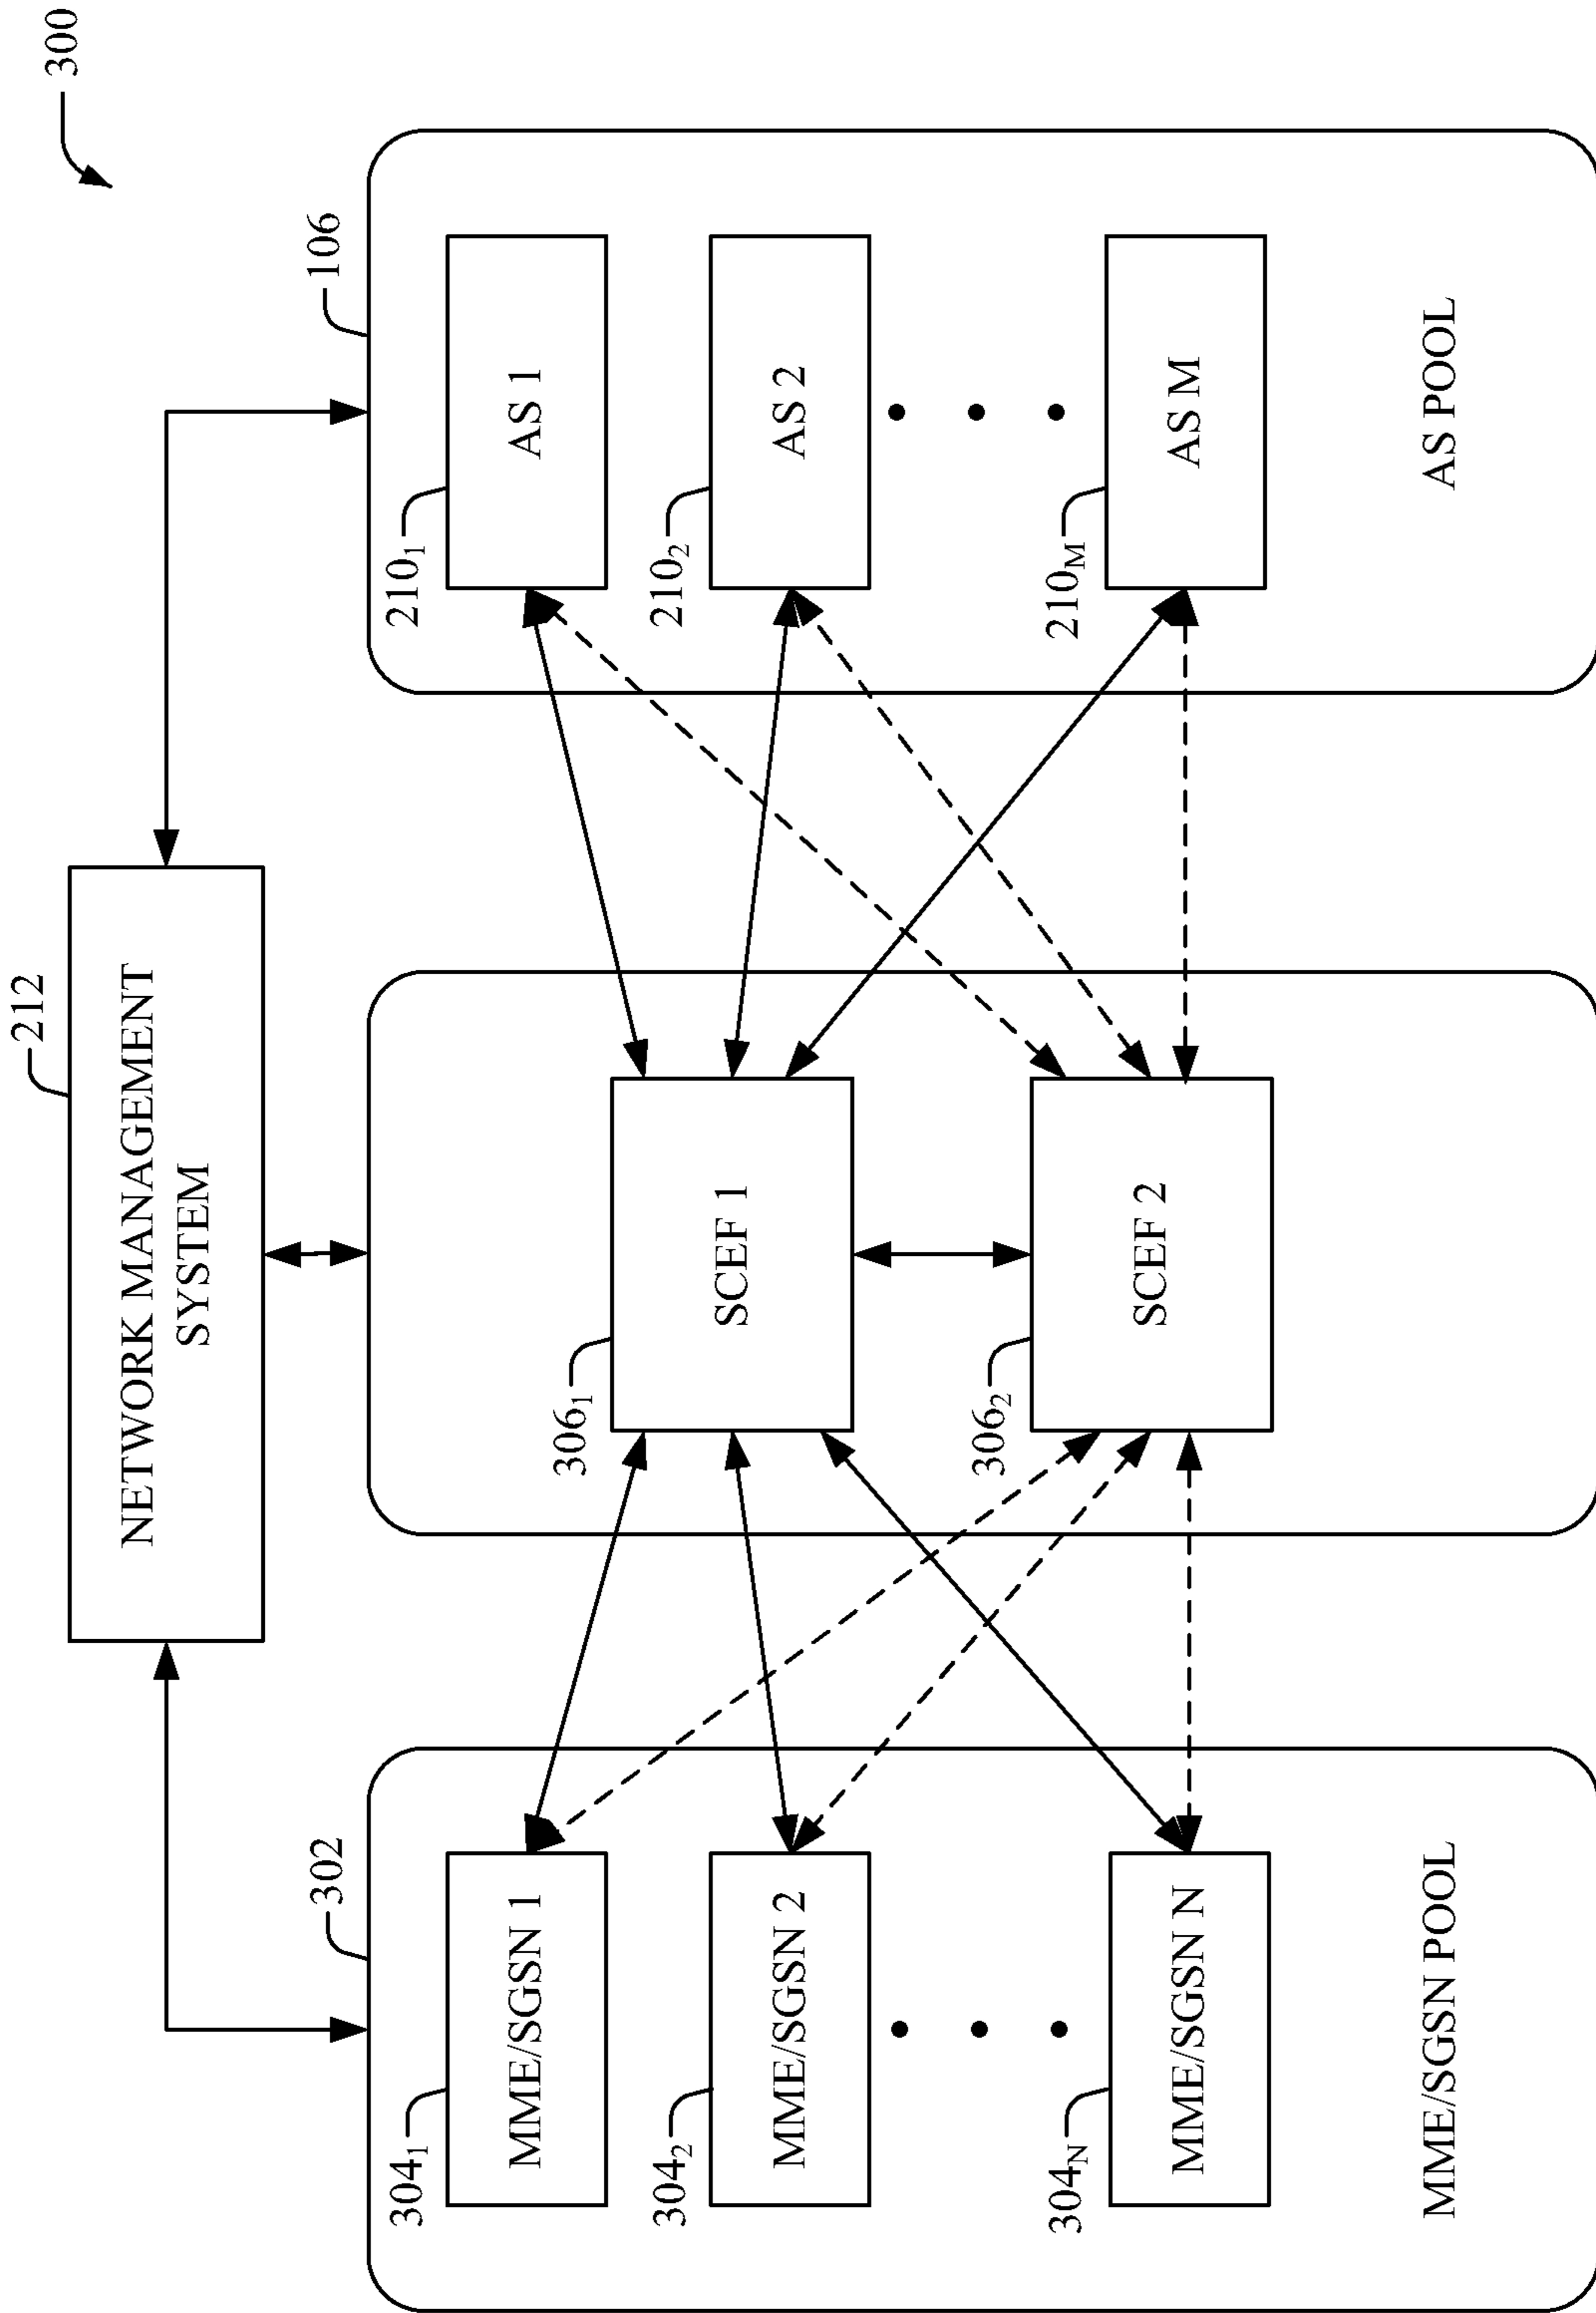 300
212
NETWORK MANAGEMENT
SYSTEM
302
106
304₁
MME/SGSN 1
304₂
MME/SGSN 2
304N
MME/SGSN N
MME/SGSN POOL
306₁
SCEF 1
306₂
SCEF 2
210₁
AS 1
210₂
AS 2
210M
AS M
AS POOL